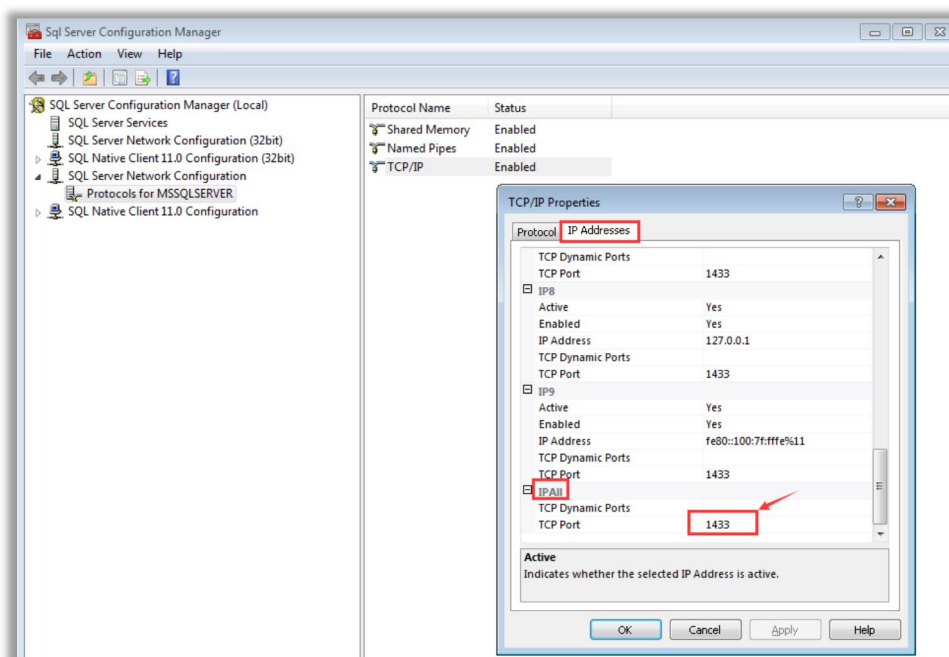 Sql Server Configuration Manager
File Action View Help
SQL Server Configuration Manager (Local)
SQL Server Services
SQL Server Network Configuration (32bit)
SQL Native Client 11.0 Configuration (32bit)
SQL Server Network Configuration
Protocols for MSSQLSERVER
SQL Native Client 11.0 Configuration
Protocol Name Status
Shared Memory Enabled
Named Pipes Enabled
TCP/IP Enabled
TCP/IP Properties
Protocol IP Addresses
TCP Dynamic Ports
TCP Port 1433
IP8
Active Yes
Enabled Yes
IP Address 127.0.0.1
TCP Dynamic Ports
TCP Port 1433
IP9
Active Yes
Enabled Yes
IP Address fe80::100:7f:fffe%11
TCP Dynamic Ports
TCP Port 1433
IPAll
TCP Dynamic Ports
TCP Port 1433
Active
Indicates whether the selected IP Address is active.
OK Cancel Apply Help